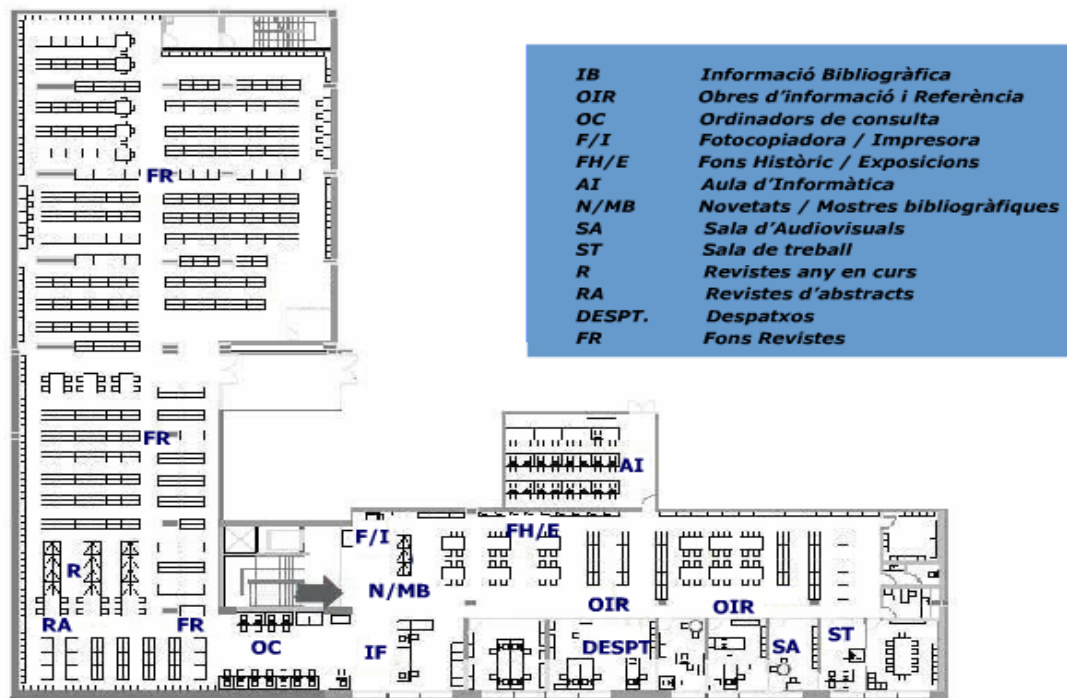 IB Informació Bibliogràfica
OIR Obres d'informació i Referència
OC Ordinadors de consulta
F/I Fotocopiadora / Impresora
FH/E Fons Històric / Exposicions
AI Aula d'Informàtica
N/MB Novetats / Mostres bibliogràfiques
SA Sala d'Audiovisuals
ST Sala de treball
R Revistes any en curs
RA Revistes d'abstracts
DESPT. Despatxos
FR Fons Revistes
FR
FR
AI
F/I
FH/E
R
N/MB
OIR
OIR
RA
FR
OC
IF
DESPT
SA
ST